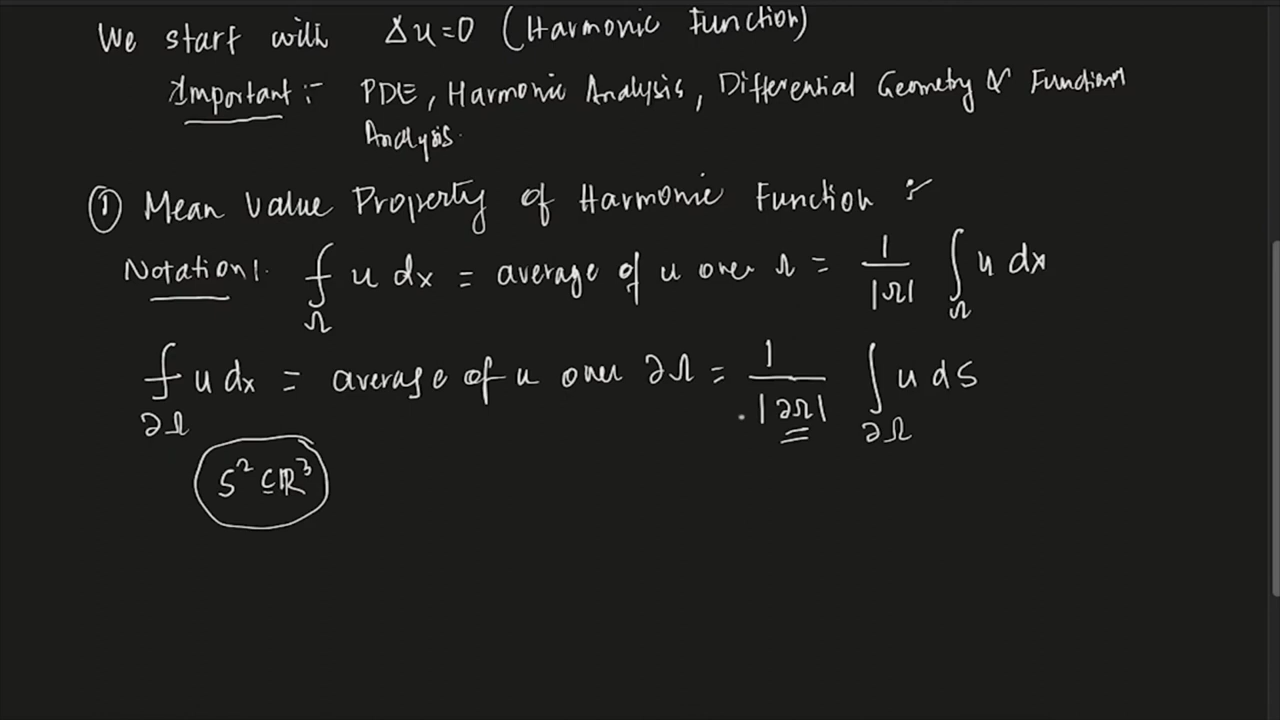 We start with Δu=0 (Harmonic Function)
Important :- PDE, Harmonic Analysis, Differential Geometry & Functional
Analysis.
① Mean Value Property of Harmonic Function :-
Notation: ⨍_Ω u dx = average of u over Ω = 1/|Ω| ∫_Ω u dx
⨍_∂Ω u dx = average of u over ∂Ω = 1/|∂Ω| ∫_∂Ω u dS
S² ⊆ ℝ³